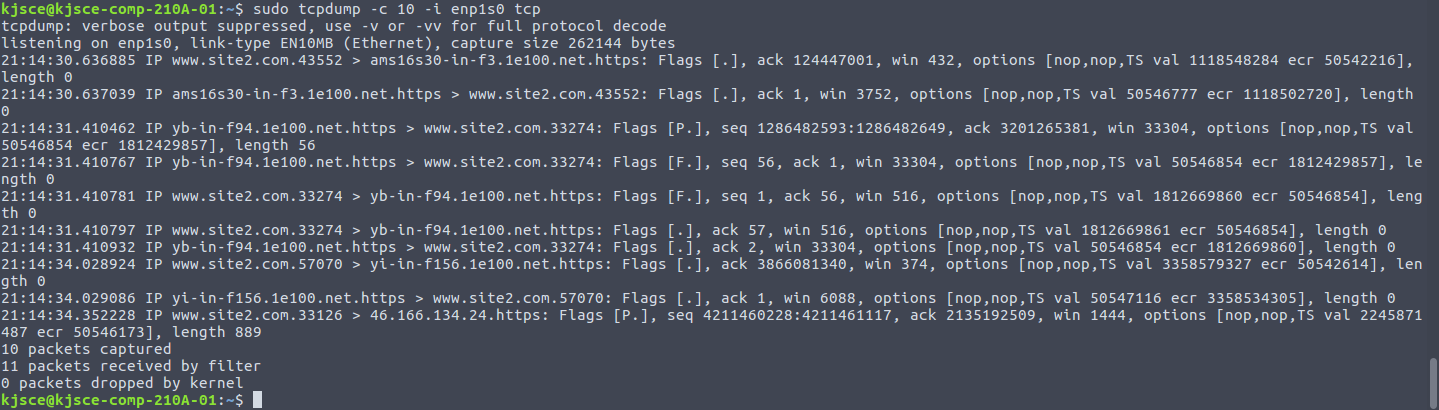 kjsce@kjsce-comp-210A-01:~$ sudo tcpdump -c 10 -i enp1s0 tcp
tcpdump: verbose output suppressed, use -v or -vv for full protocol decode
listening on enp1s0, link-type EN10MB (Ethernet), capture size 262144 bytes
21:14:30.636885 IP www.site2.com.43552 > ams16s30-in-f3.1e100.net.https: Flags [.], ack 124447001, win 432, options [nop,nop,TS val 1118548284 ecr 50542216],
length 0
21:14:30.637039 IP ams16s30-in-f3.1e100.net.https > www.site2.com.43552: Flags [.], ack 1, win 3752, options [nop,nop,TS val 50546777 ecr 1118502720], length
0
21:14:31.410462 IP yb-in-f94.1e100.net.https > www.site2.com.33274: Flags [P.], seq 1286482593:1286482649, ack 3201265381, win 33304, options [nop,nop,TS val
50546854 ecr 1812429857], length 56
21:14:31.410767 IP yb-in-f94.1e100.net.https > www.site2.com.33274: Flags [F.], seq 56, ack 1, win 33304, options [nop,nop,TS val 50546854 ecr 1812429857], le
ngth 0
21:14:31.410781 IP www.site2.com.33274 > yb-in-f94.1e100.net.https: Flags [F.], seq 1, ack 56, win 516, options [nop,nop,TS val 1812669860 ecr 50546854], leng
th 0
21:14:31.410797 IP www.site2.com.33274 > yb-in-f94.1e100.net.https: Flags [.], ack 57, win 516, options [nop,nop,TS val 1812669861 ecr 50546854], length 0
21:14:31.410932 IP yb-in-f94.1e100.net.https > www.site2.com.33274: Flags [.], ack 2, win 33304, options [nop,nop,TS val 50546854 ecr 1812669860], length 0
21:14:34.028924 IP www.site2.com.57070 > yi-in-f156.1e100.net.https: Flags [.], ack 3866081340, win 374, options [nop,nop,TS val 3358579327 ecr 50542614], len
gth 0
21:14:34.029086 IP yi-in-f156.1e100.net.https > www.site2.com.57070: Flags [.], ack 1, win 6088, options [nop,nop,TS val 50547116 ecr 3358534305], length 0
21:14:34.352228 IP www.site2.com.33126 > 46.166.134.24.https: Flags [P.], seq 4211460228:4211461117, ack 2135192509, win 1444, options [nop,nop,TS val 2245871
487 ecr 50546173], length 889
10 packets captured
11 packets received by filter
0 packets dropped by kernel
kjsce@kjsce-comp-210A-01:~$